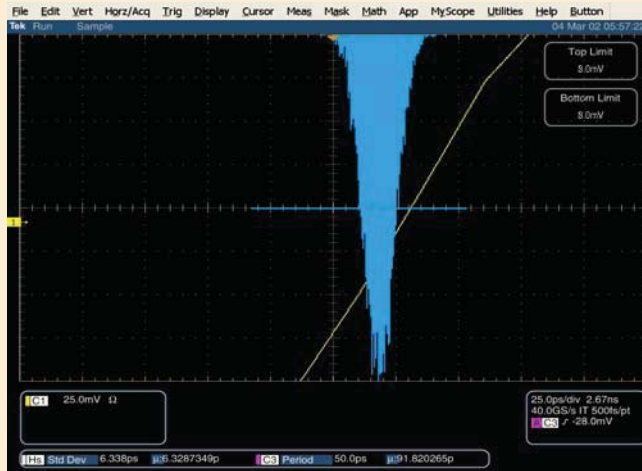 File Edit Vert Horz/Acq Trig Display Cursor Meas Mask Math App MyScope Utilities Help Button
Tek Run Sample 04 Mar 02 05:57:22
Top Limit
8.0mV
Bottom Limit
8.0mV
1
C1 25.0mV Ω
25.0ps/div 2.67ns
40.0GS/s IT 500fs/pt
C3 -28.0mV
Hs Std Dev 6.338ps µ:6.3287349p C3 Period 50.0ps µ:91.820265p